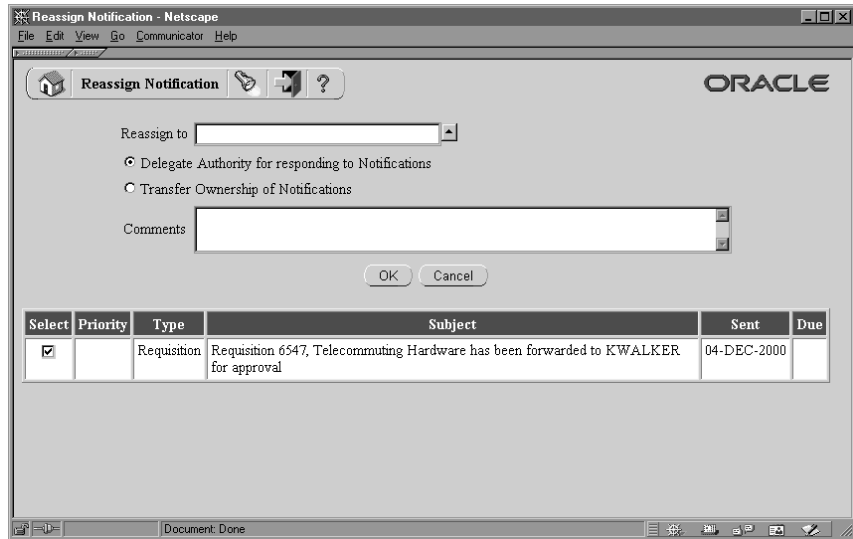 Reassign Notification - Netscape
File Edit View Go Communicator Help
Reassign Notification ?
ORACLE
Reassign to
Delegate Authority for responding to Notifications
Transfer Ownership of Notifications
Comments
OK Cancel
Select Priority Type Subject Sent Due
Requisition Requisition 6547, Telecommuting Hardware has been forwarded to KWALKER 04-DEC-2000
for approval
Document: Done